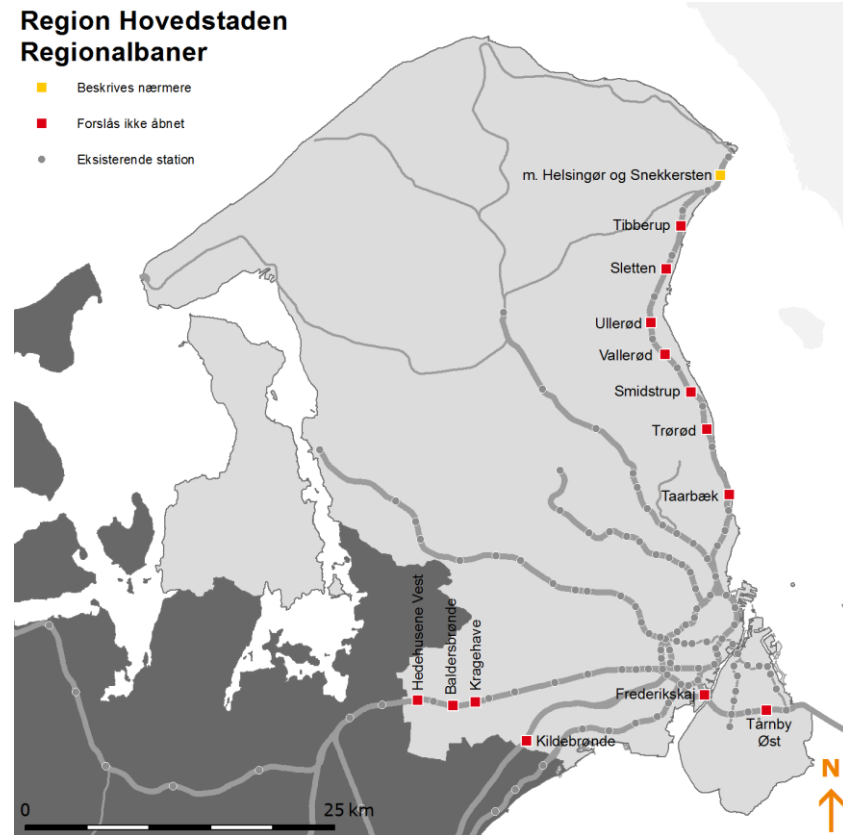 Region Hovedstaden
Regionalbaner
Beskrives nærmere
Forslås ikke åbnet
Eksisterende station
m. Helsingør og Snekkersten
Tibberup
Sletten
Ullerød
Vallerød
Smidstrup
Trørød
Taarbæk
Hedehusene Vest
Baldersbrønde
Kragehave
Frederikskaj
Kildebrønde
Tårnby
Øst
N
0
25 km